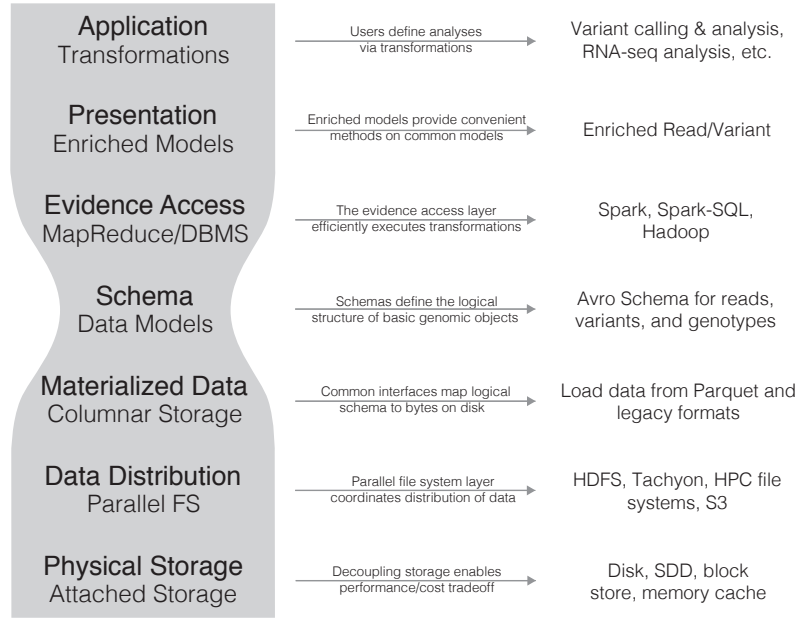 Application
Transformations
Users define analyses
via transformations
Variant calling & analysis,
RNA-seq analysis, etc.
Presentation
Enriched Models
Enriched models provide convenient
methods on common models
Enriched Read/Variant
Evidence Access
MapReduce/DBMS
The evidence access layer
efficiently executes transformations
Spark, Spark-SQL,
Hadoop
Schema
Data Models
Schemas define the logical
structure of basic genomic objects
Avro Schema for reads,
variants, and genotypes
Materialized Data
Columnar Storage
Common interfaces map logical
schema to bytes on disk
Load data from Parquet and
legacy formats
Data Distribution
Parallel FS
Parallel file system layer
coordinates distribution of data
HDFS, Tachyon, HPC file
systems, S3
Physical Storage
Attached Storage
Decoupling storage enables
performance/cost tradeoff
Disk, SDD, block
store, memory cache